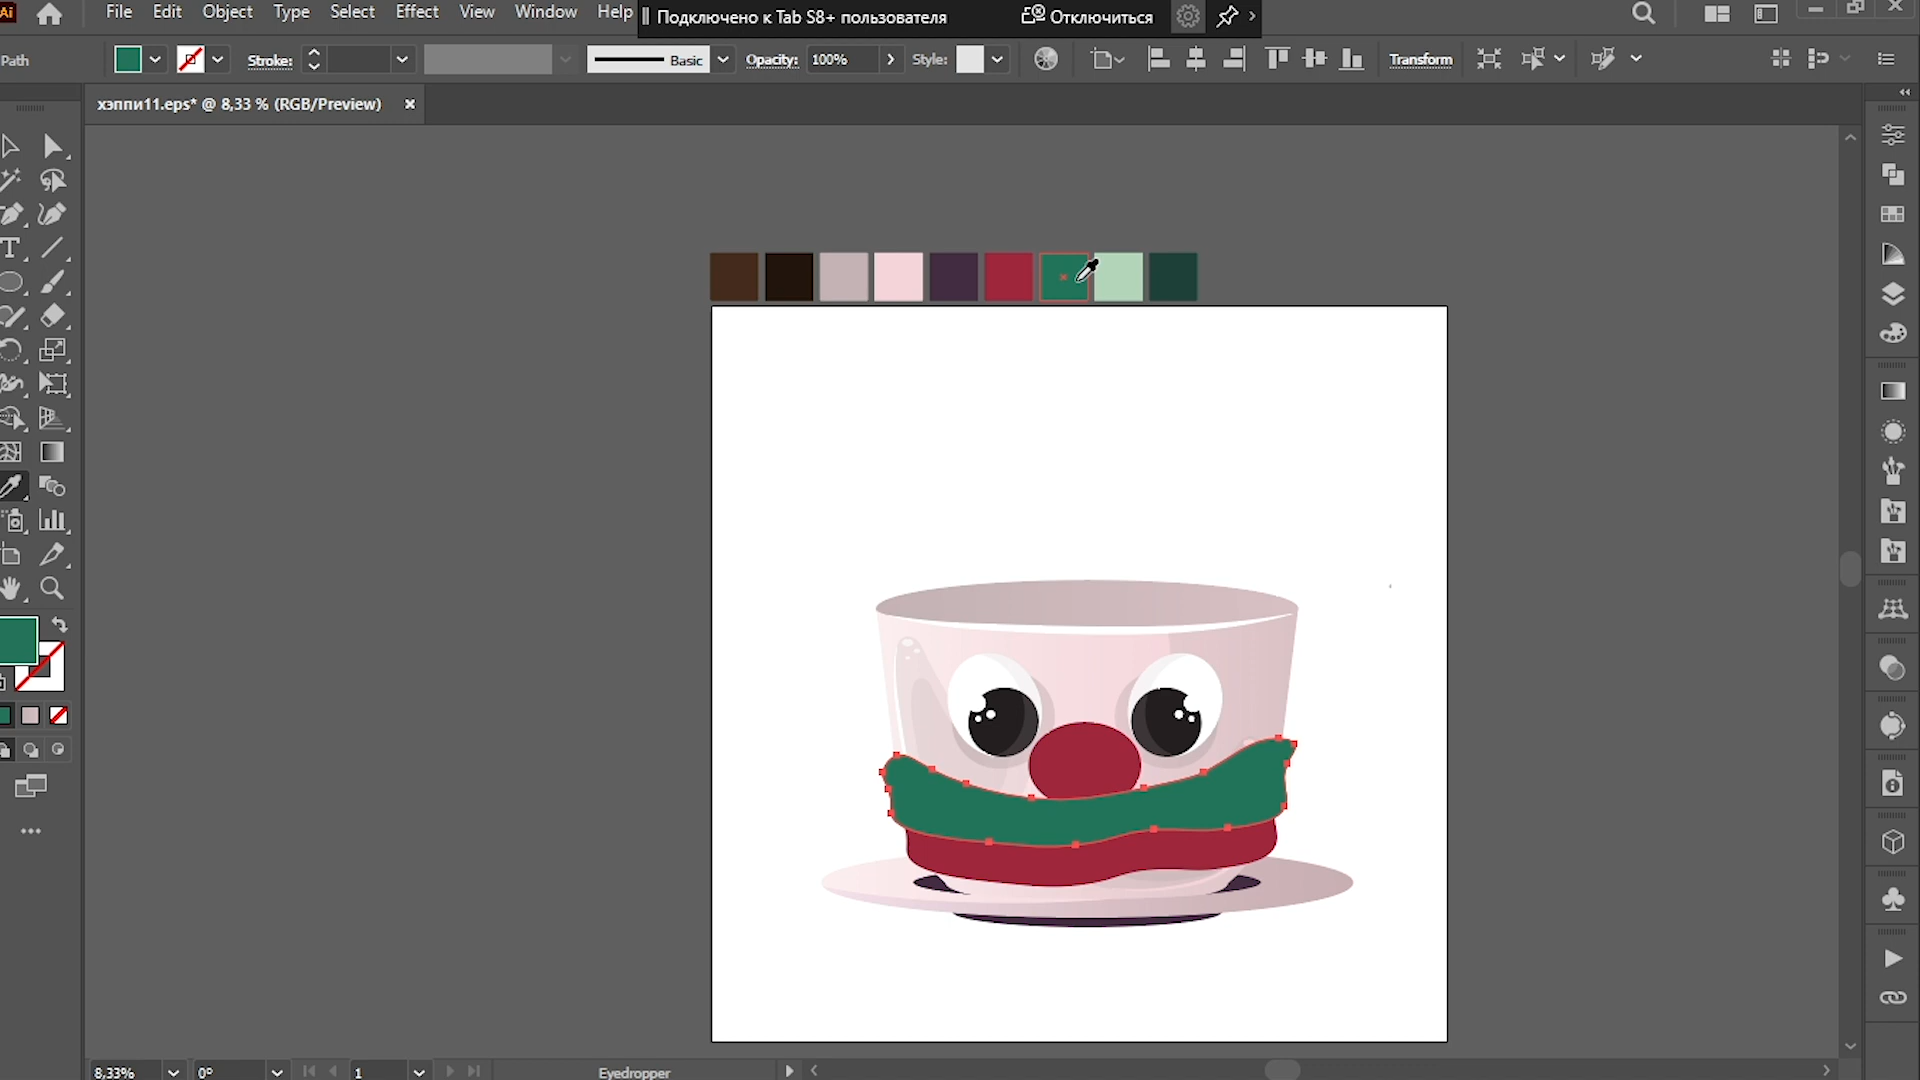 Ai
File Edit Object Type Select Effect View Window Help
Подключено к Tab S8+ пользователя
Отключиться
Path
Stroke:
Basic
Opacity:
100%
Style:
Transform
хэппи11.eps* @ 8,33 % (RGB/Preview)
8,33%
0°
1
Eyedropper